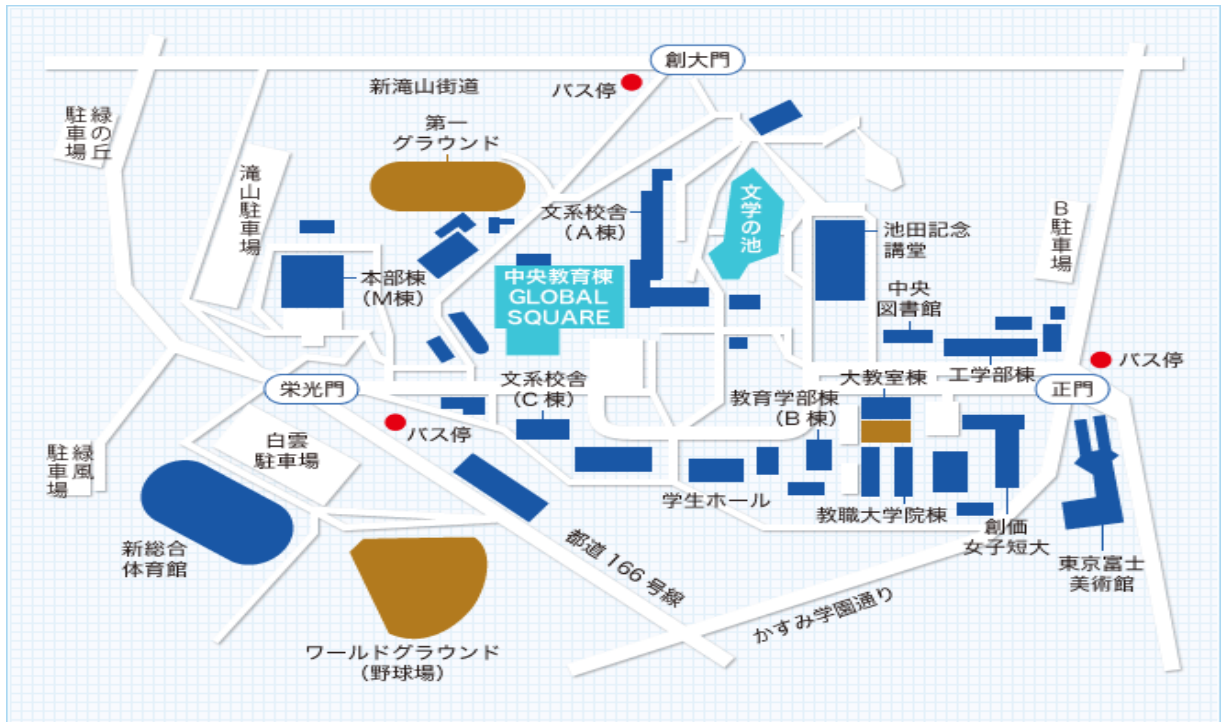 創大門
バス停
新滝山街道
緑の丘
駐車場
第一
グラウンド
滝山駐車場
文系校舎
(A棟)
文学の池
B駐車場
池田記念
講堂
本部棟
(M棟)
中央教育棟
GLOBAL
SQUARE
中央
図書館
バス停
栄光門
文系校舎
(C棟)
大教室棟
工学部棟
正門
教育学部棟
(B棟)
バス停
白雲
駐車場
緑風
駐車場
学生ホール
教職大学院棟
創価
女子短大
新総合
体育館
都道166号線
東京富士
美術館
かすみ学園通り
ワールドグラウンド
(野球場)